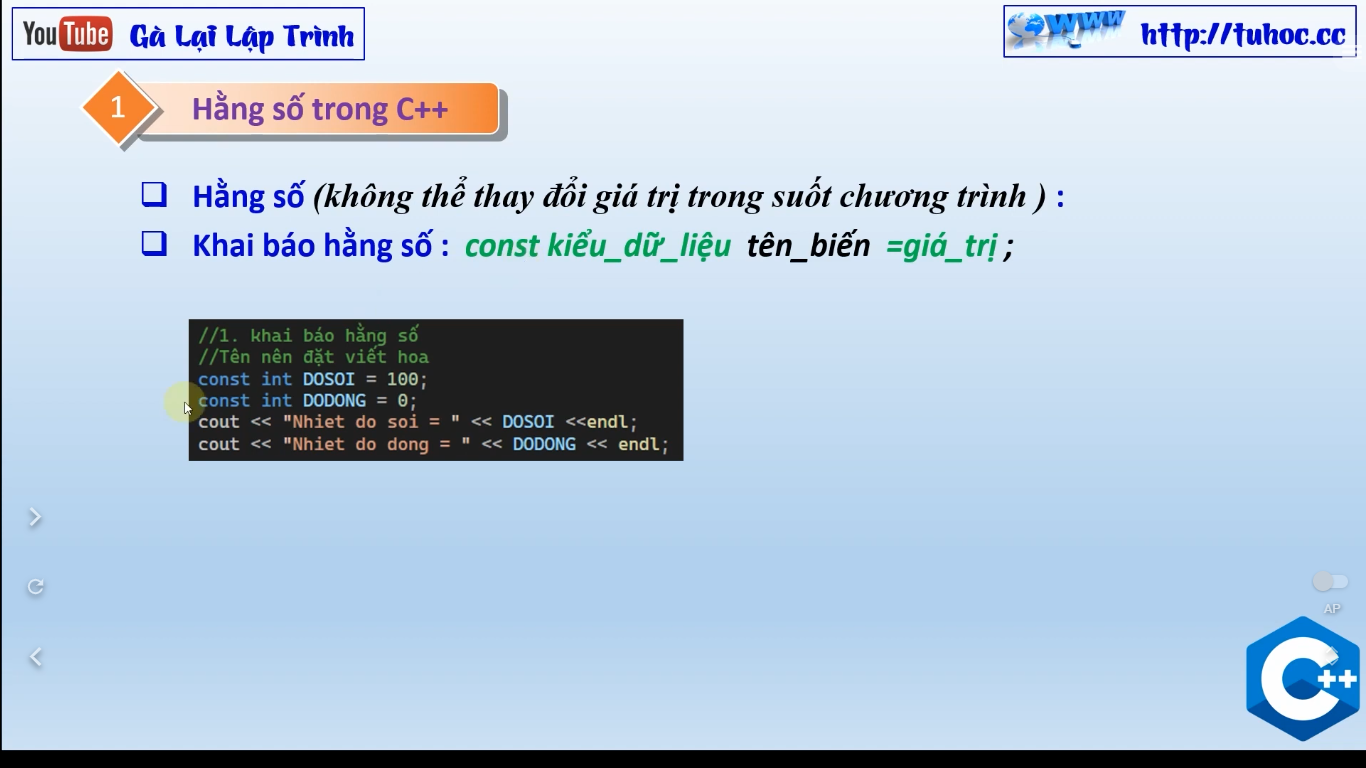 YouTube Gà Lại Lập Trình
WWW http://tuhoc.cc
1 Hằng số trong C++
Hằng số (không thể thay đổi giá trị trong suốt chương trình ) :
Khai báo hằng số : const kiểu_dữ_liệu tên_biến =giá_trị ;
//1. khai báo hằng số
//Tên nên đặt viết hoa
const int DOSOI = 100;
const int DODONG = 0;
cout << "Nhiet do soi = " << DOSOI <<endl;
cout << "Nhiet do dong = " << DODONG << endl;
AP
C++